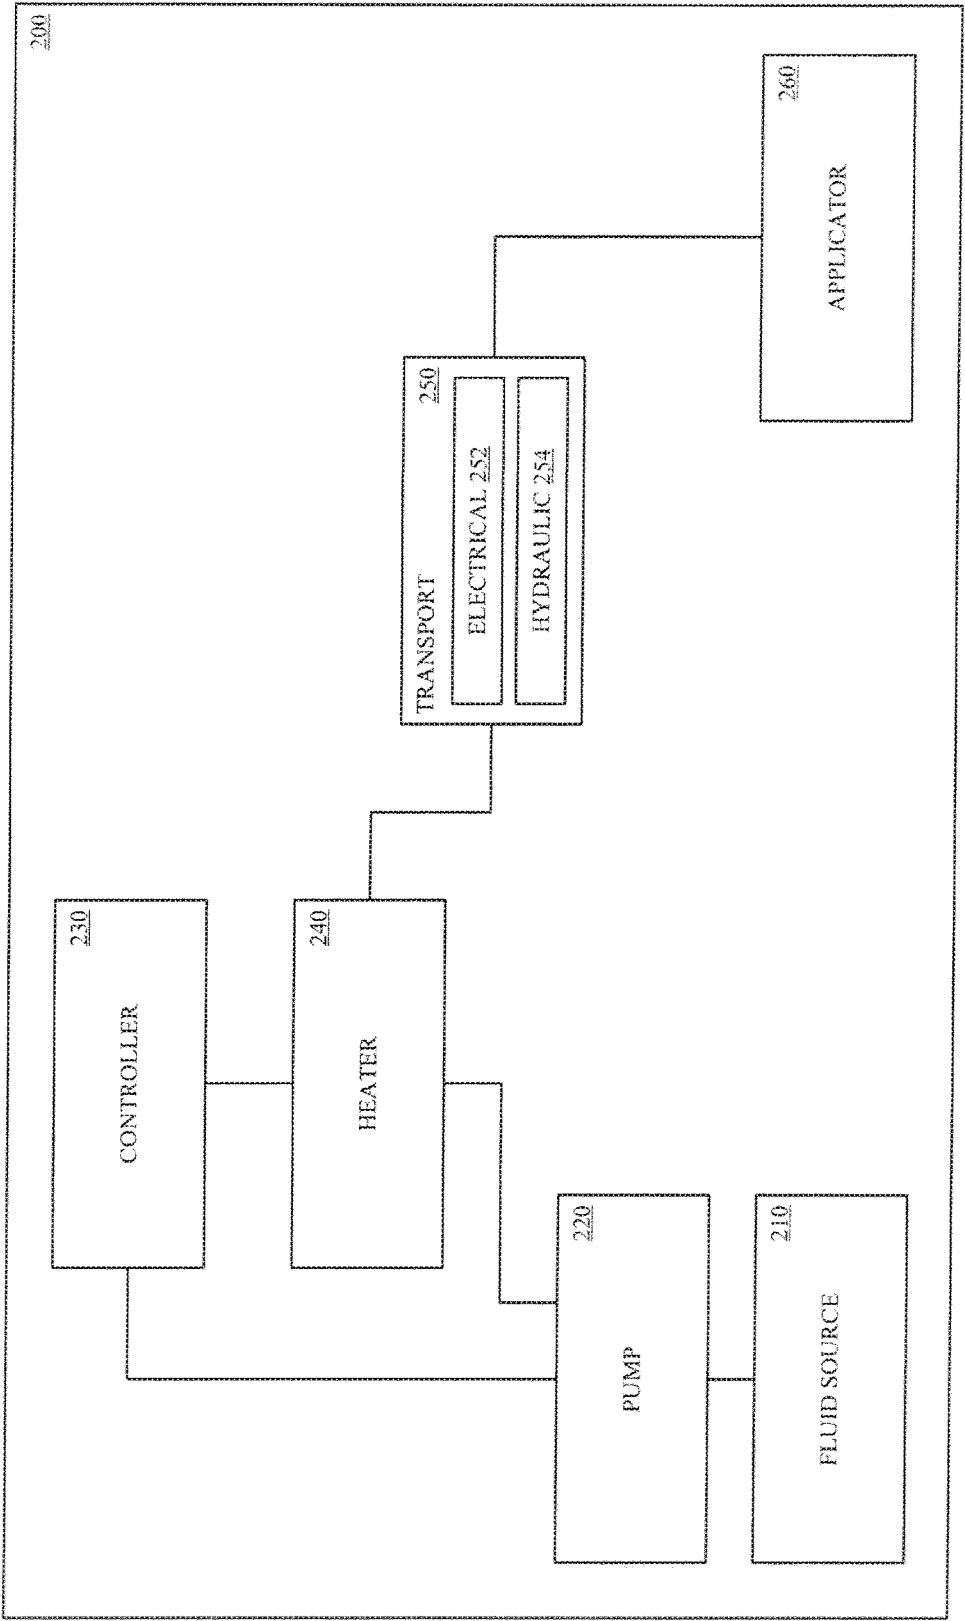 200
CONTROLLER
230
HEATER
240
PUMP
220
FLUID SOURCE
210
TRANSPORT
250
ELECTRICAL 252
HYDRAULIC 254
APPLICATOR
260